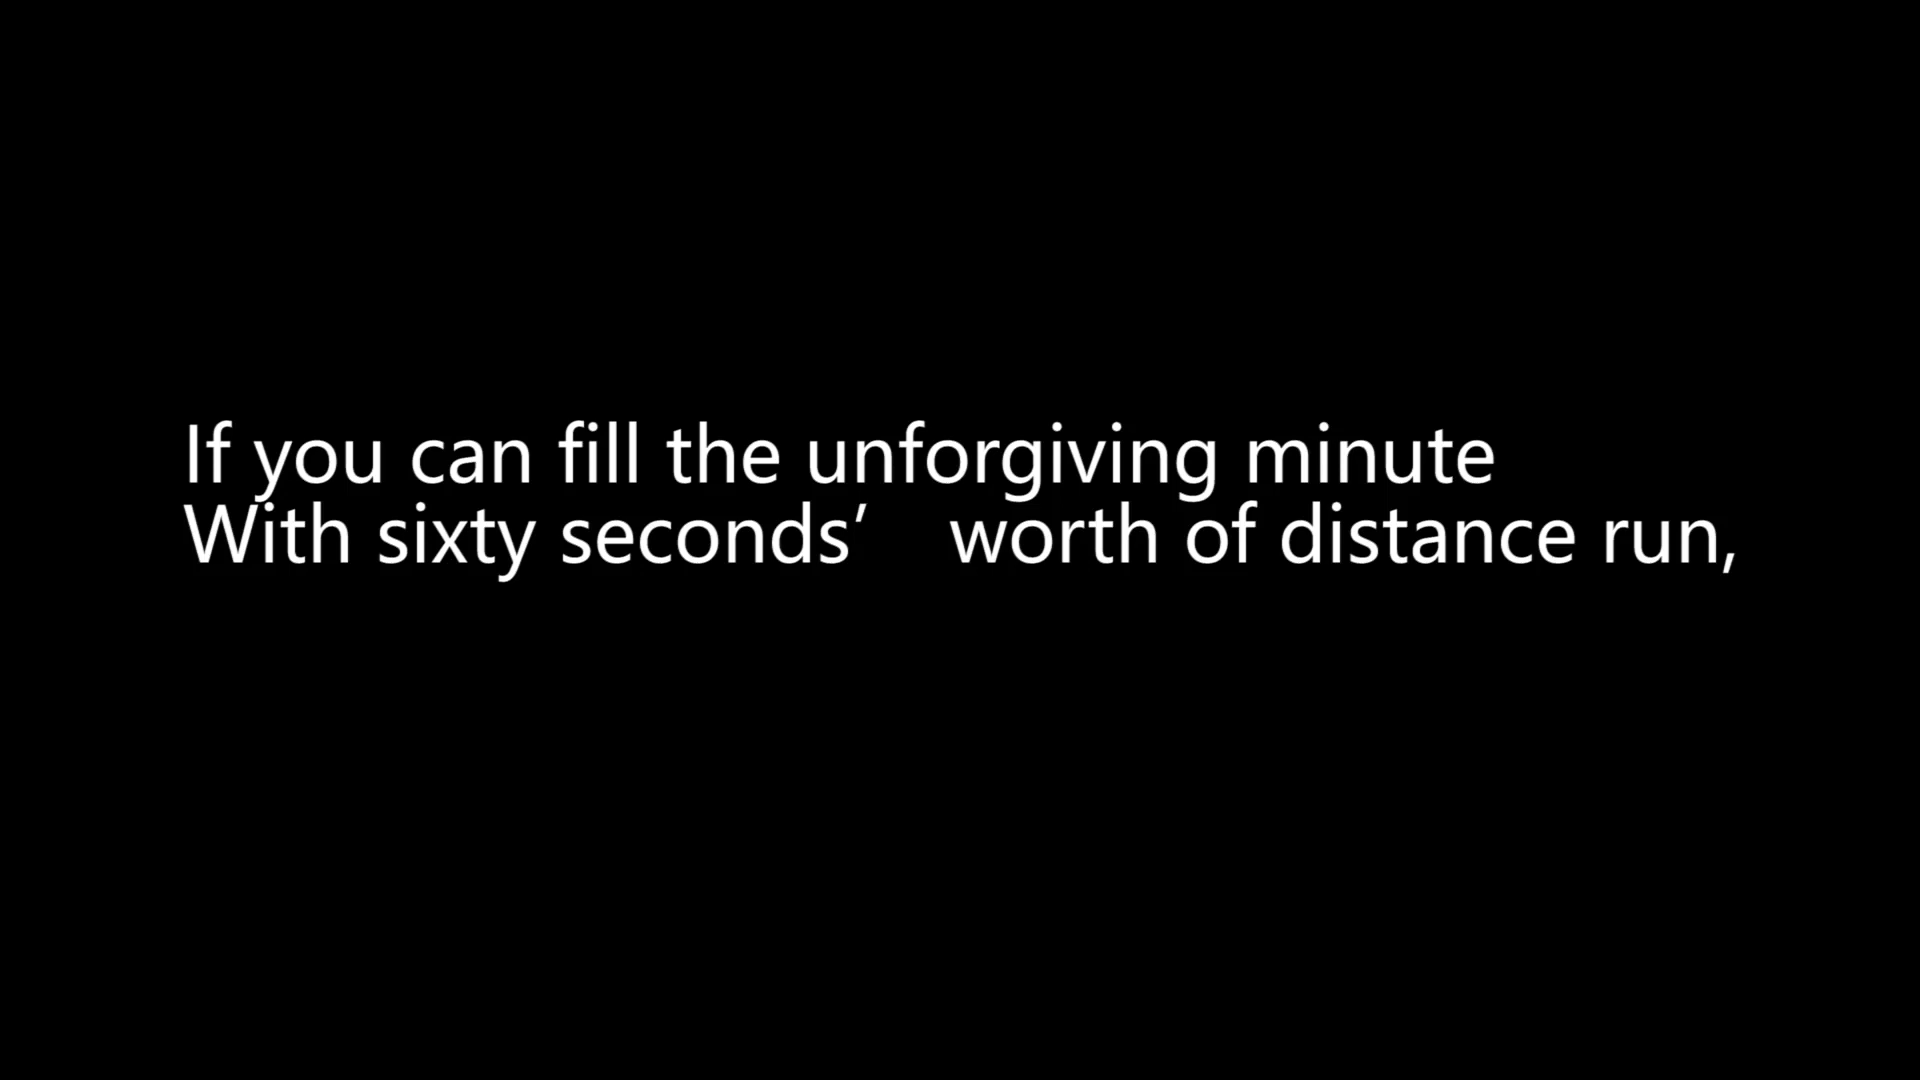 If you can fill the unforgiving minute
With sixty seconds’ worth of distance run,